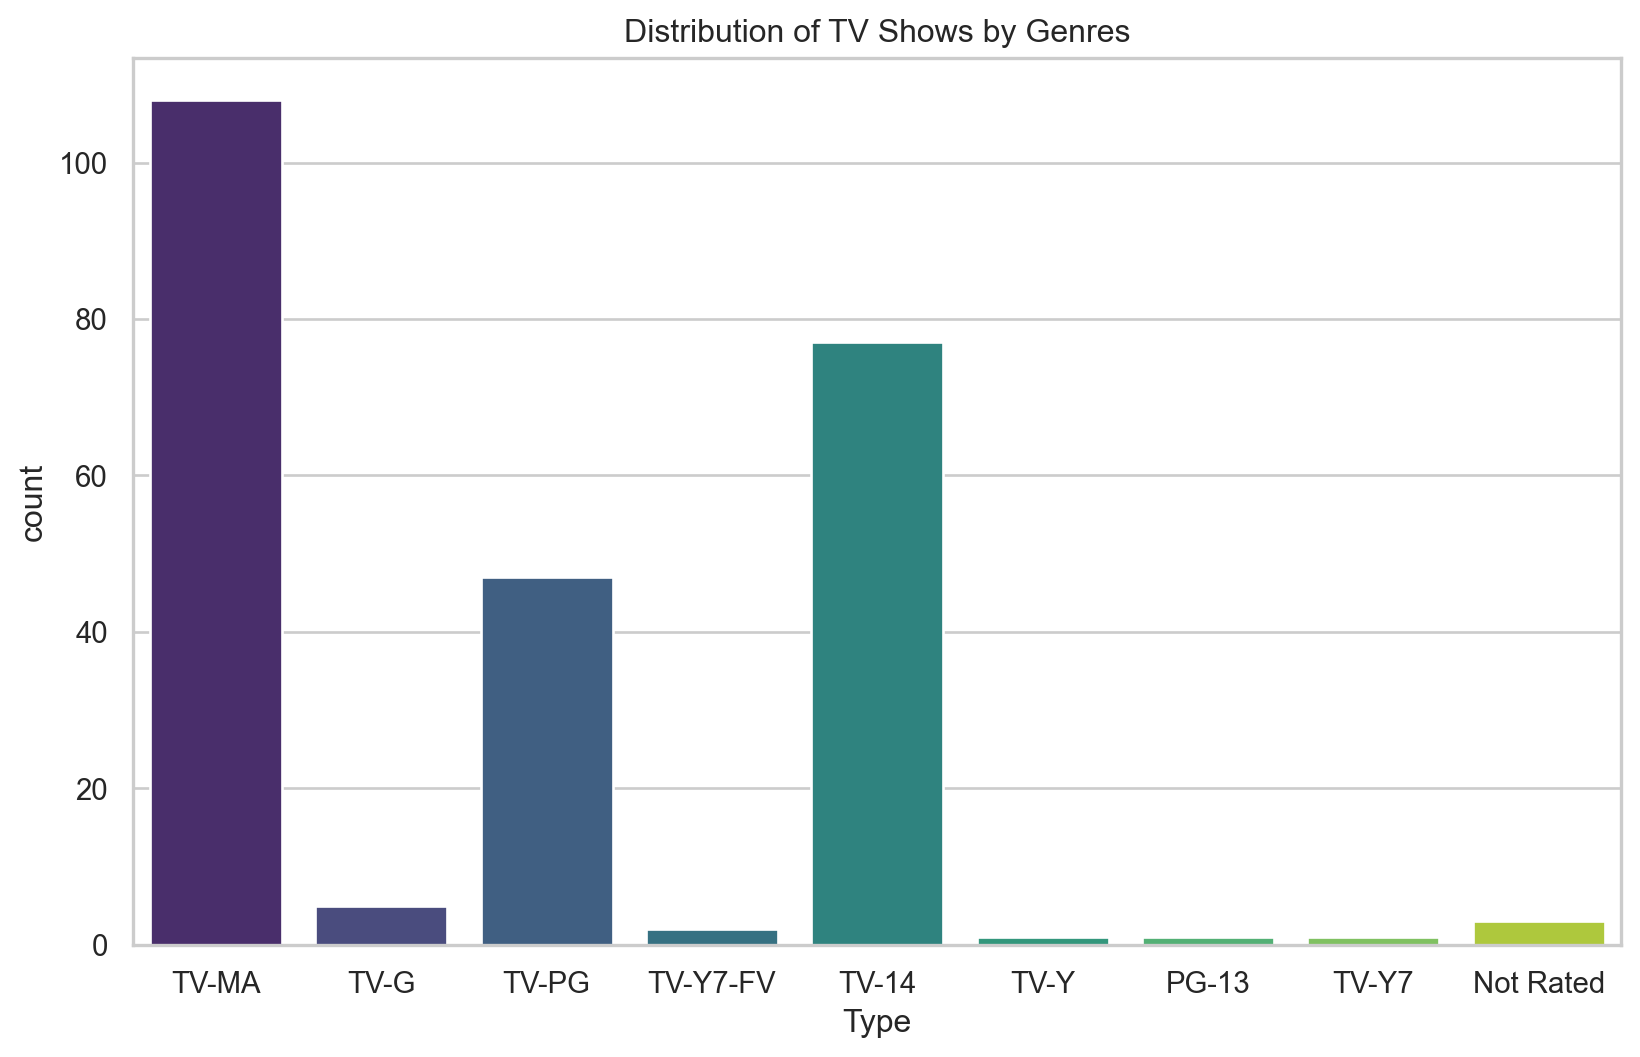 Distribution of TV Shows by Genres
count
100
80
60
40
20
0
TV-MA TV-G TV-PG TV-Y7-FV TV-14 TV-Y PG-13 TV-Y7 Not Rated
Type